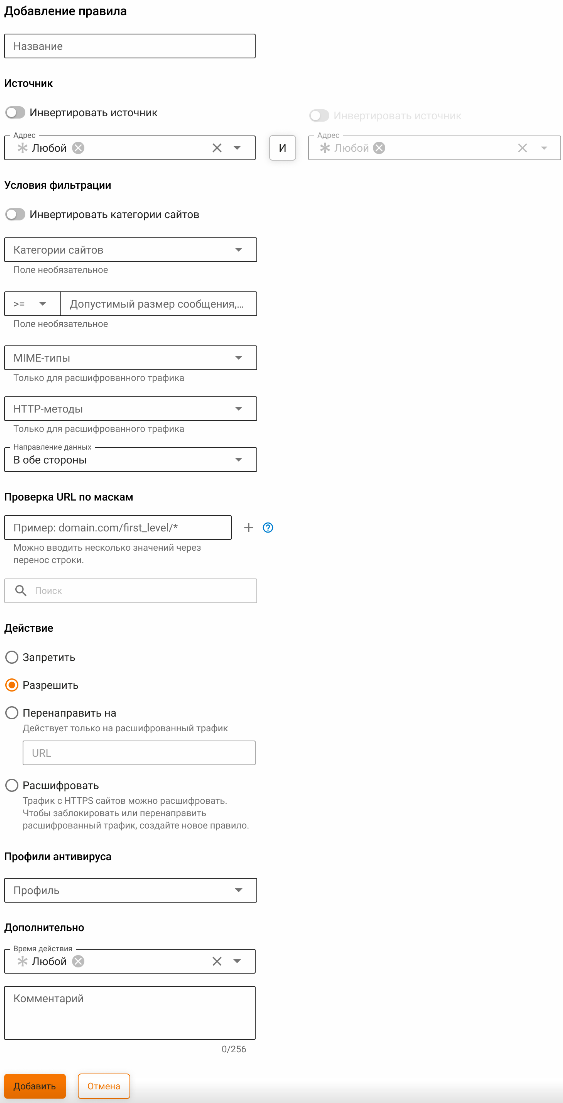 Добавление правила
Название
Источник
Инвертировать источник
Инвертировать источник
Адрес
Любой
И
Адрес
Любой
Условия фильтрации
Инвертировать категории сайтов
Категории сайтов
Поле необязательное
>=
Допустимый размер сообщения,...
Поле необязательное
MIME-типы
Только для расшифрованного трафика
HTTP-методы
Только для расшифрованного трафика
Направление данных
В обе стороны
Проверка URL по маскам
Пример: domain.com/first_level/*
Можно вводить несколько значений через
перенос строки.
Поиск
Действие
Запретить
Разрешить
Перенаправить на
Действует только на расшифрованный трафик
URL
Расшифровать
Трафик с HTTPS сайтов можно расшифровать.
Чтобы заблокировать или перенаправить
расшифрованный трафик, создайте новое правило.
Профили антивируса
Профиль
Дополнительно
Время действия
Любой
Комментарий
0/256
Добавить
Отмена